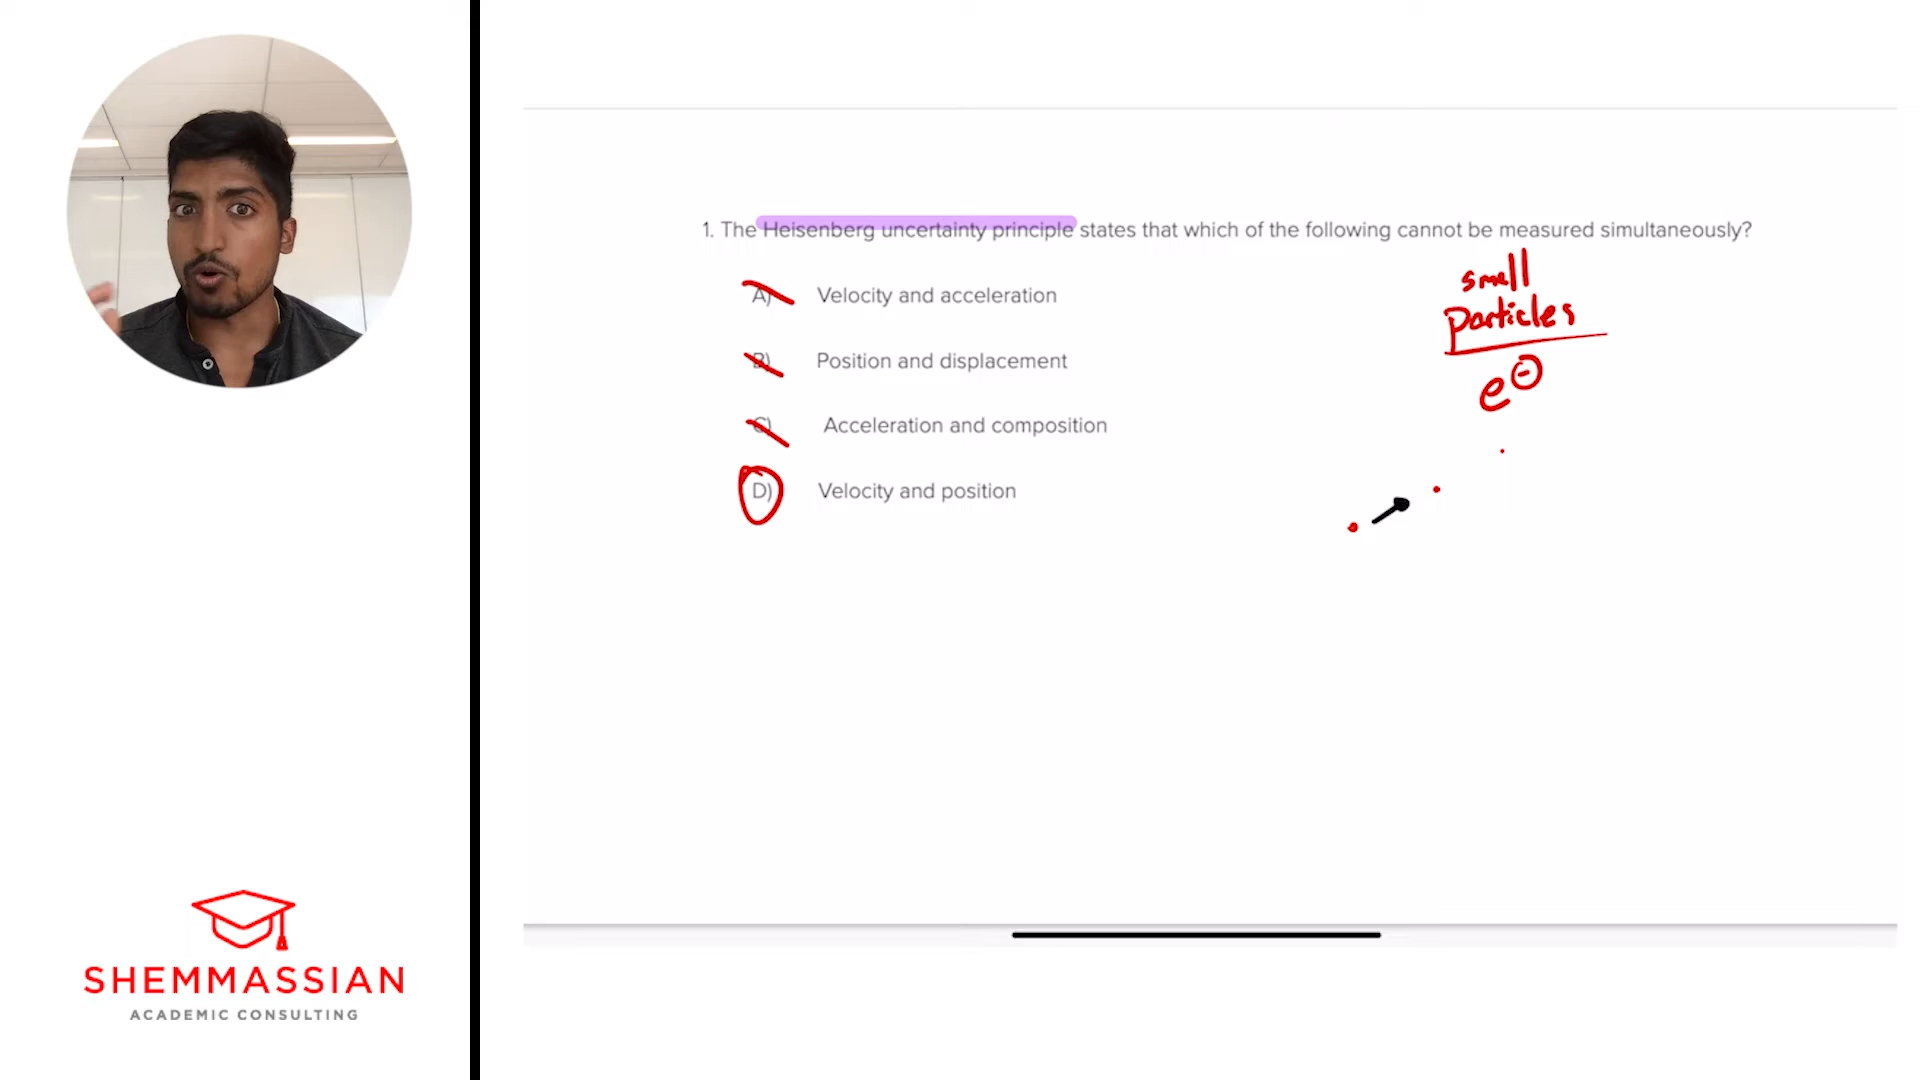 1. The Heisenberg uncertainty principle states that which of the following cannot be measured simultaneously?
A) Velocity and acceleration
B) Position and displacement
C) Acceleration and composition
D) Velocity and position
small
particles
e⊖
SHEMMASSIAN
ACADEMIC CONSULTING